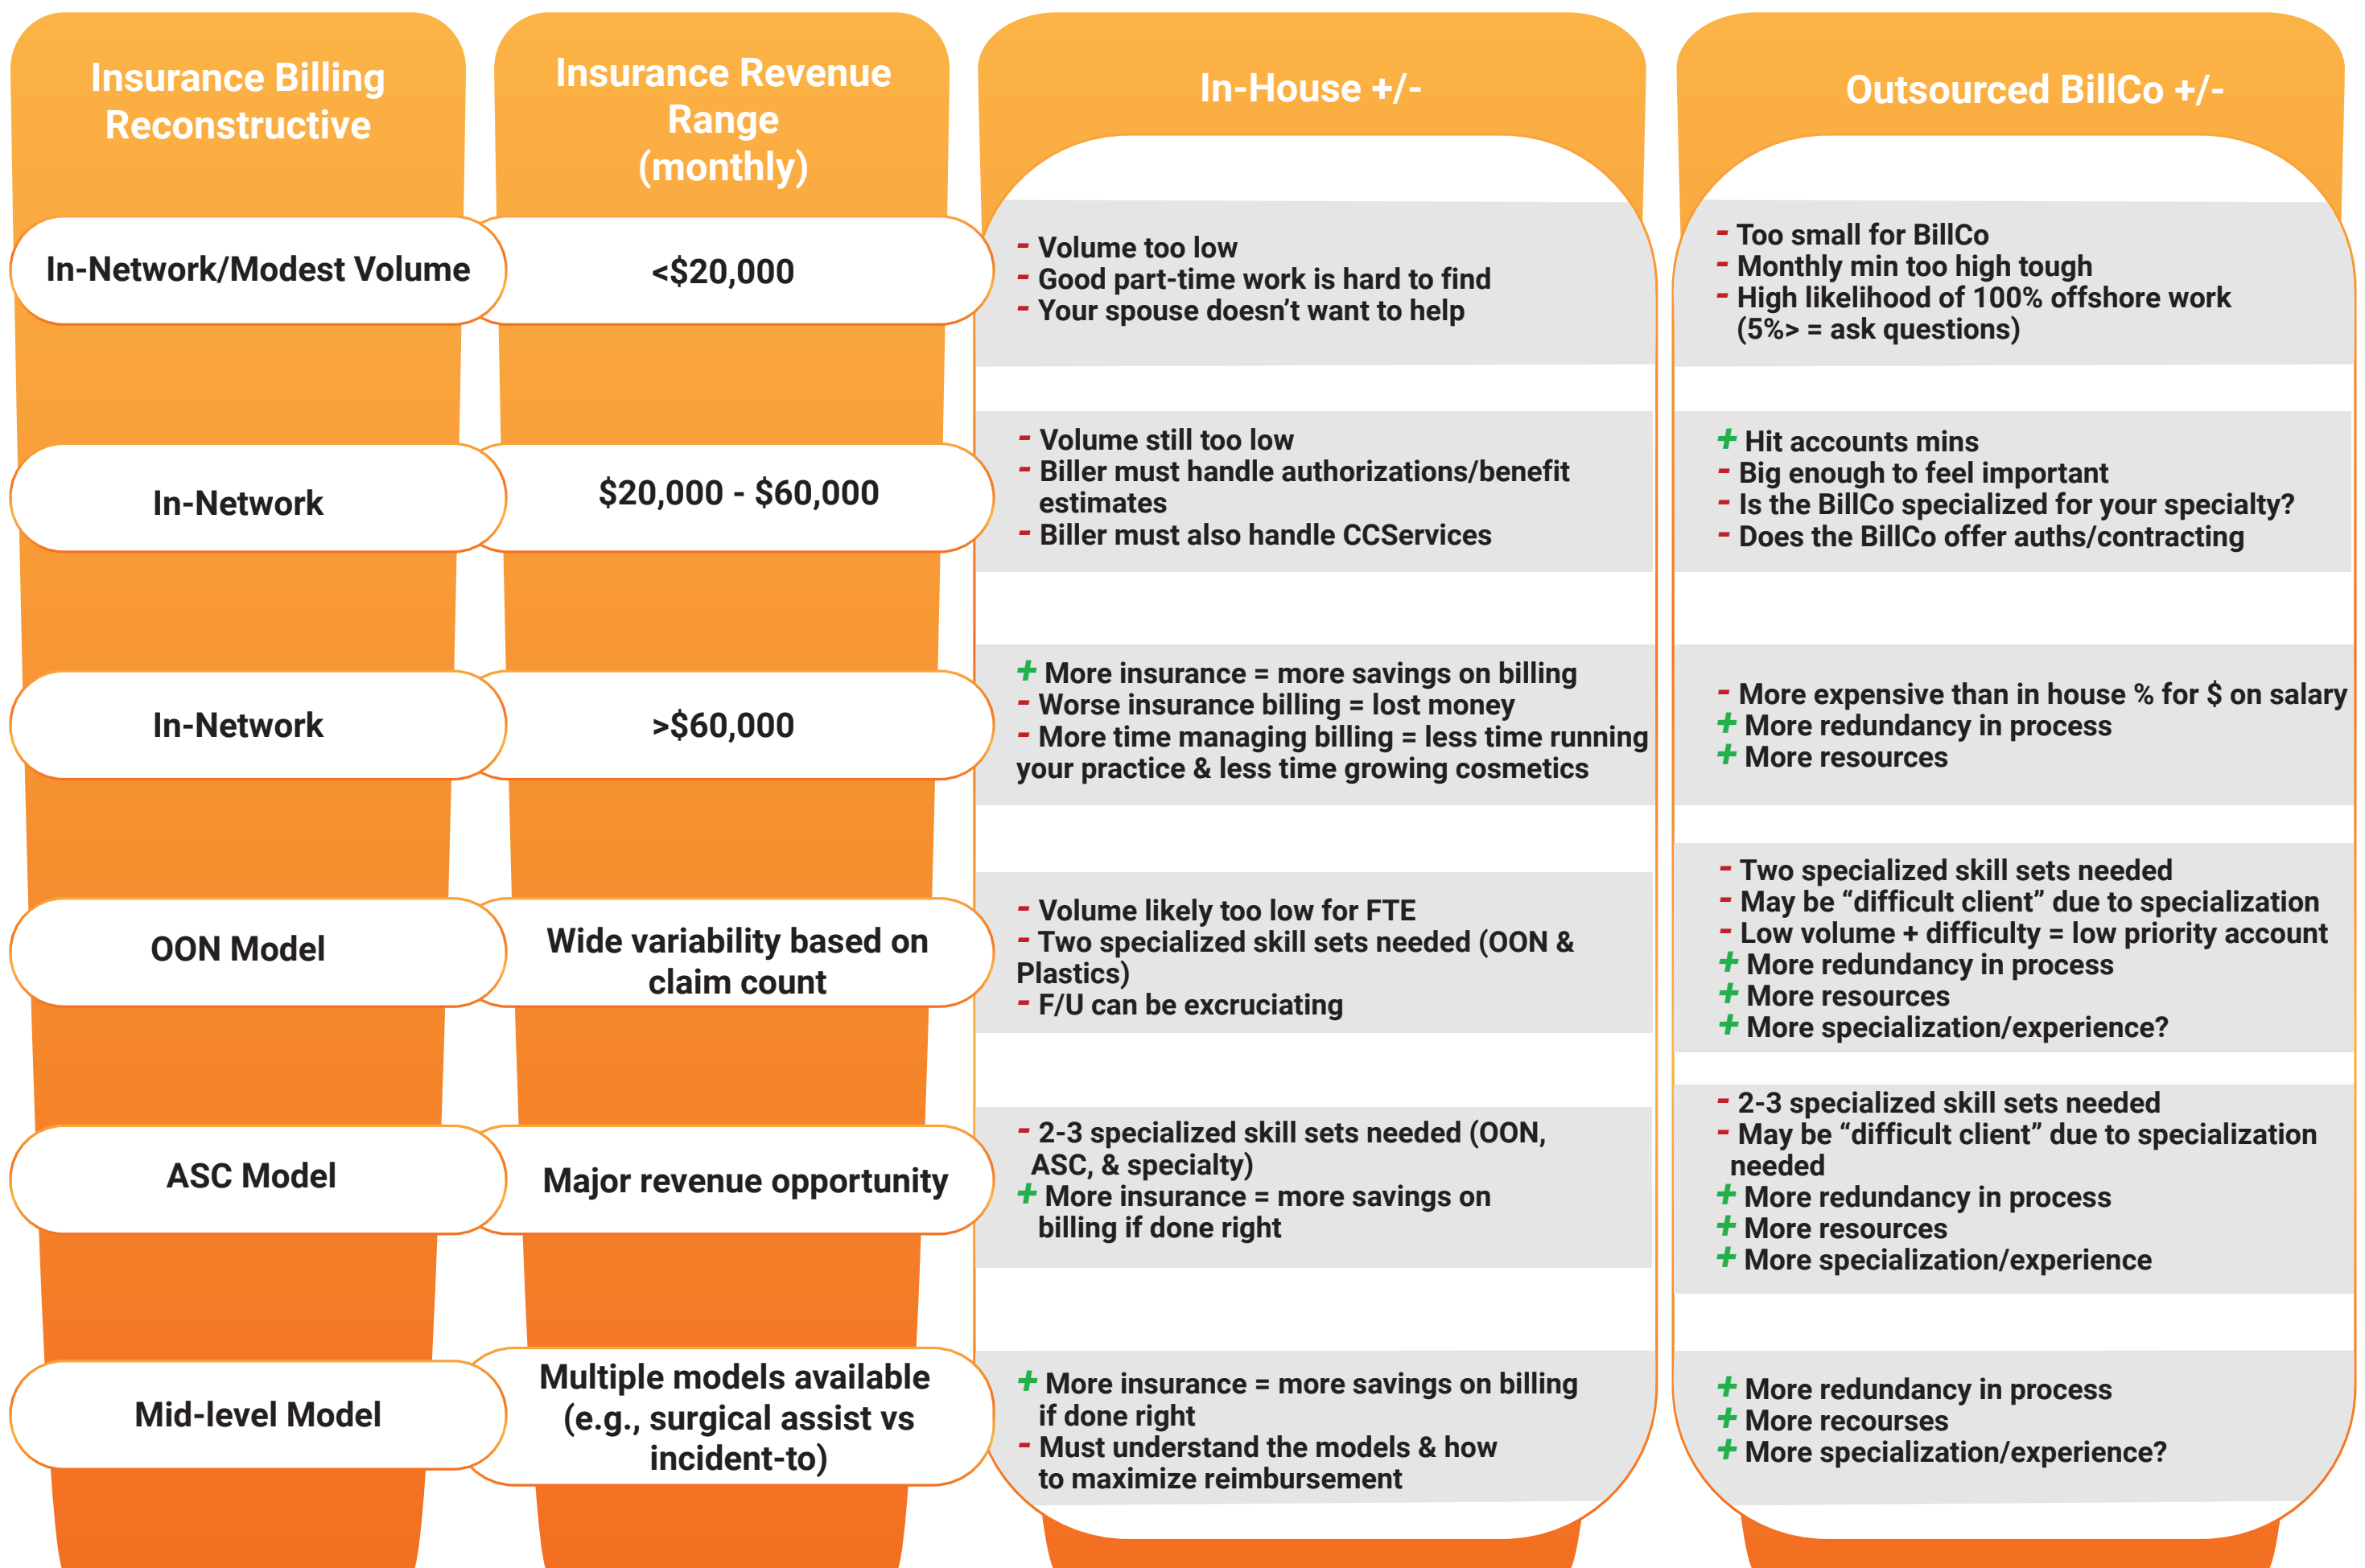 Insurance Billing
Reconstructive
Insurance Revenue
Range
(monthly)
In-House +/-
Outsourced BillCo +/-
In-Network/Modest Volume
<$20,000
- Volume too low
- Good part-time work is hard to find
- Your spouse doesn’t want to help
- Too small for BillCo
- Monthly min too high tough
- High likelihood of 100% offshore work
(5%> = ask questions)
In-Network
$20,000 - $60,000
- Volume still too low
- Biller must handle authorizations/benefit
estimates
- Biller must also handle CCServices
+ Hit accounts mins
- Big enough to feel important
- Is the BillCo specialized for your specialty?
- Does the BillCo offer auths/contracting
In-Network
>$60,000
+ More insurance = more savings on billing
- Worse insurance billing = lost money
- More time managing billing = less time running
your practice & less time growing cosmetics
- More expensive than in house % for $ on salary
+ More redundancy in process
+ More resources
OON Model
Wide variability based on
claim count
- Volume likely too low for FTE
- Two specialized skill sets needed (OON &
Plastics)
- F/U can be excruciating
- Two specialized skill sets needed
- May be “difficult client” due to specialization
- Low volume + difficulty = low priority account
+ More redundancy in process
+ More resources
+ More specialization/experience?
ASC Model
Major revenue opportunity
- 2-3 specialized skill sets needed (OON,
ASC, & specialty)
+ More insurance = more savings on
billing if done right
- 2-3 specialized skill sets needed
- May be “difficult client” due to specialization
needed
+ More redundancy in process
+ More resources
+ More specialization/experience
Mid-level Model
Multiple models available
(e.g., surgical assist vs
incident-to)
+ More insurance = more savings on billing
if done right
- Must understand the models & how
to maximize reimbursement
+ More redundancy in process
+ More recourses
+ More specialization/experience?